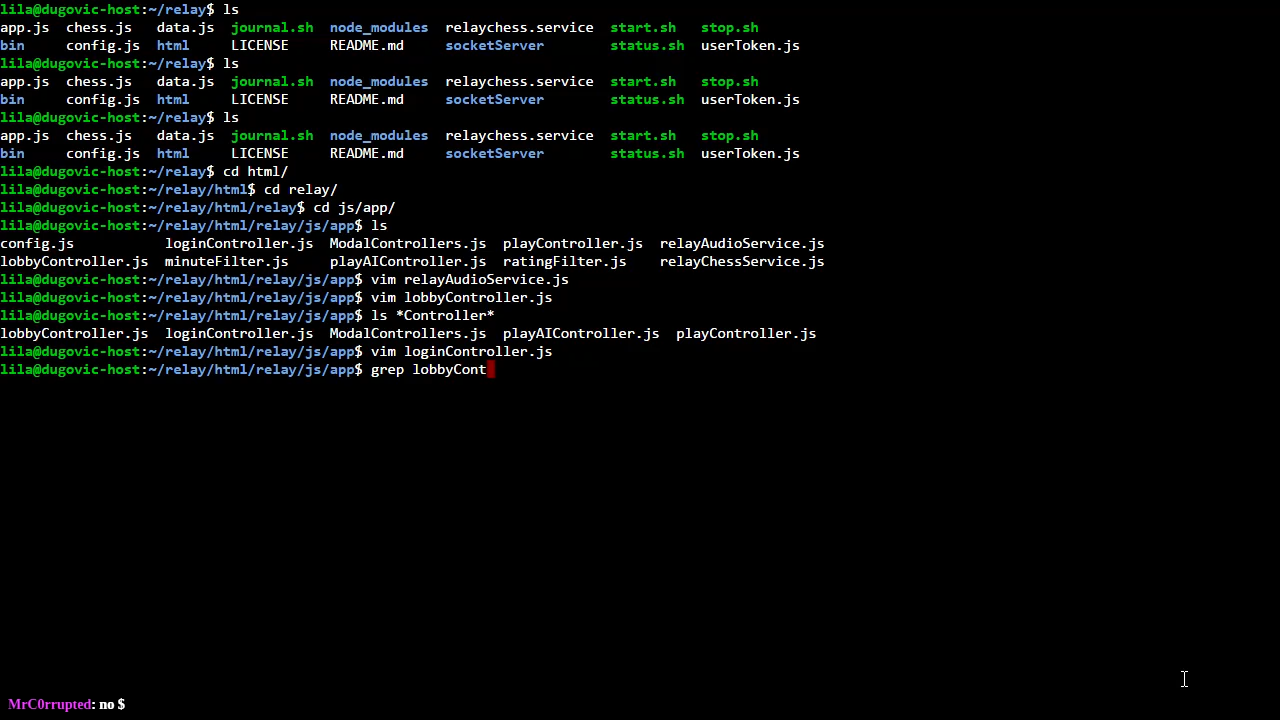 lila@dugovic-host:~/relay$ ls
app.js  chess.js   data.js  journal.sh  node_modules  relaychess.service  start.sh   stop.sh
bin     config.js  html     LICENSE     README.md     socketServer        status.sh  userToken.js
lila@dugovic-host:~/relay$ ls
app.js  chess.js   data.js  journal.sh  node_modules  relaychess.service  start.sh   stop.sh
bin     config.js  html     LICENSE     README.md     socketServer        status.sh  userToken.js
lila@dugovic-host:~/relay$ ls
app.js  chess.js   data.js  journal.sh  node_modules  relaychess.service  start.sh   stop.sh
bin     config.js  html     LICENSE     README.md     socketServer        status.sh  userToken.js
lila@dugovic-host:~/relay$ cd html/
lila@dugovic-host:~/relay/html$ cd relay/
lila@dugovic-host:~/relay/html/relay$ cd js/app/
lila@dugovic-host:~/relay/html/relay/js/app$ ls
config.js           loginController.js  ModalControllers.js  playController.js  relayAudioService.js
lobbyController.js  minuteFilter.js     playAIController.js  ratingFilter.js    relayChessService.js
lila@dugovic-host:~/relay/html/relay/js/app$ vim relayAudioService.js
lila@dugovic-host:~/relay/html/relay/js/app$ vim lobbyController.js
lila@dugovic-host:~/relay/html/relay/js/app$ ls *Controller*
lobbyController.js  loginController.js  ModalControllers.js  playAIController.js  playController.js
lila@dugovic-host:~/relay/html/relay/js/app$ vim loginController.js
lila@dugovic-host:~/relay/html/relay/js/app$ grep lobbyCont
MrC0rrupted: no $